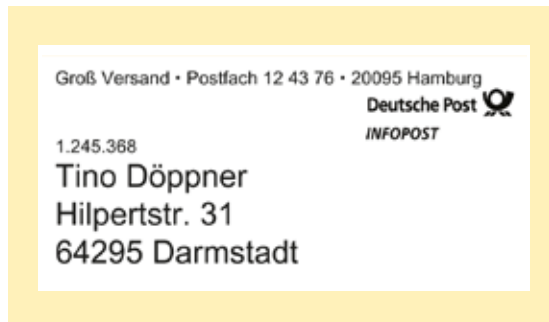 Groß Versand · Postfach 12 43 76 · 20095 Hamburg
Deutsche Post
INFOPOST
1.245.368
Tino Döppner
Hilpertstr. 31
64295 Darmstadt